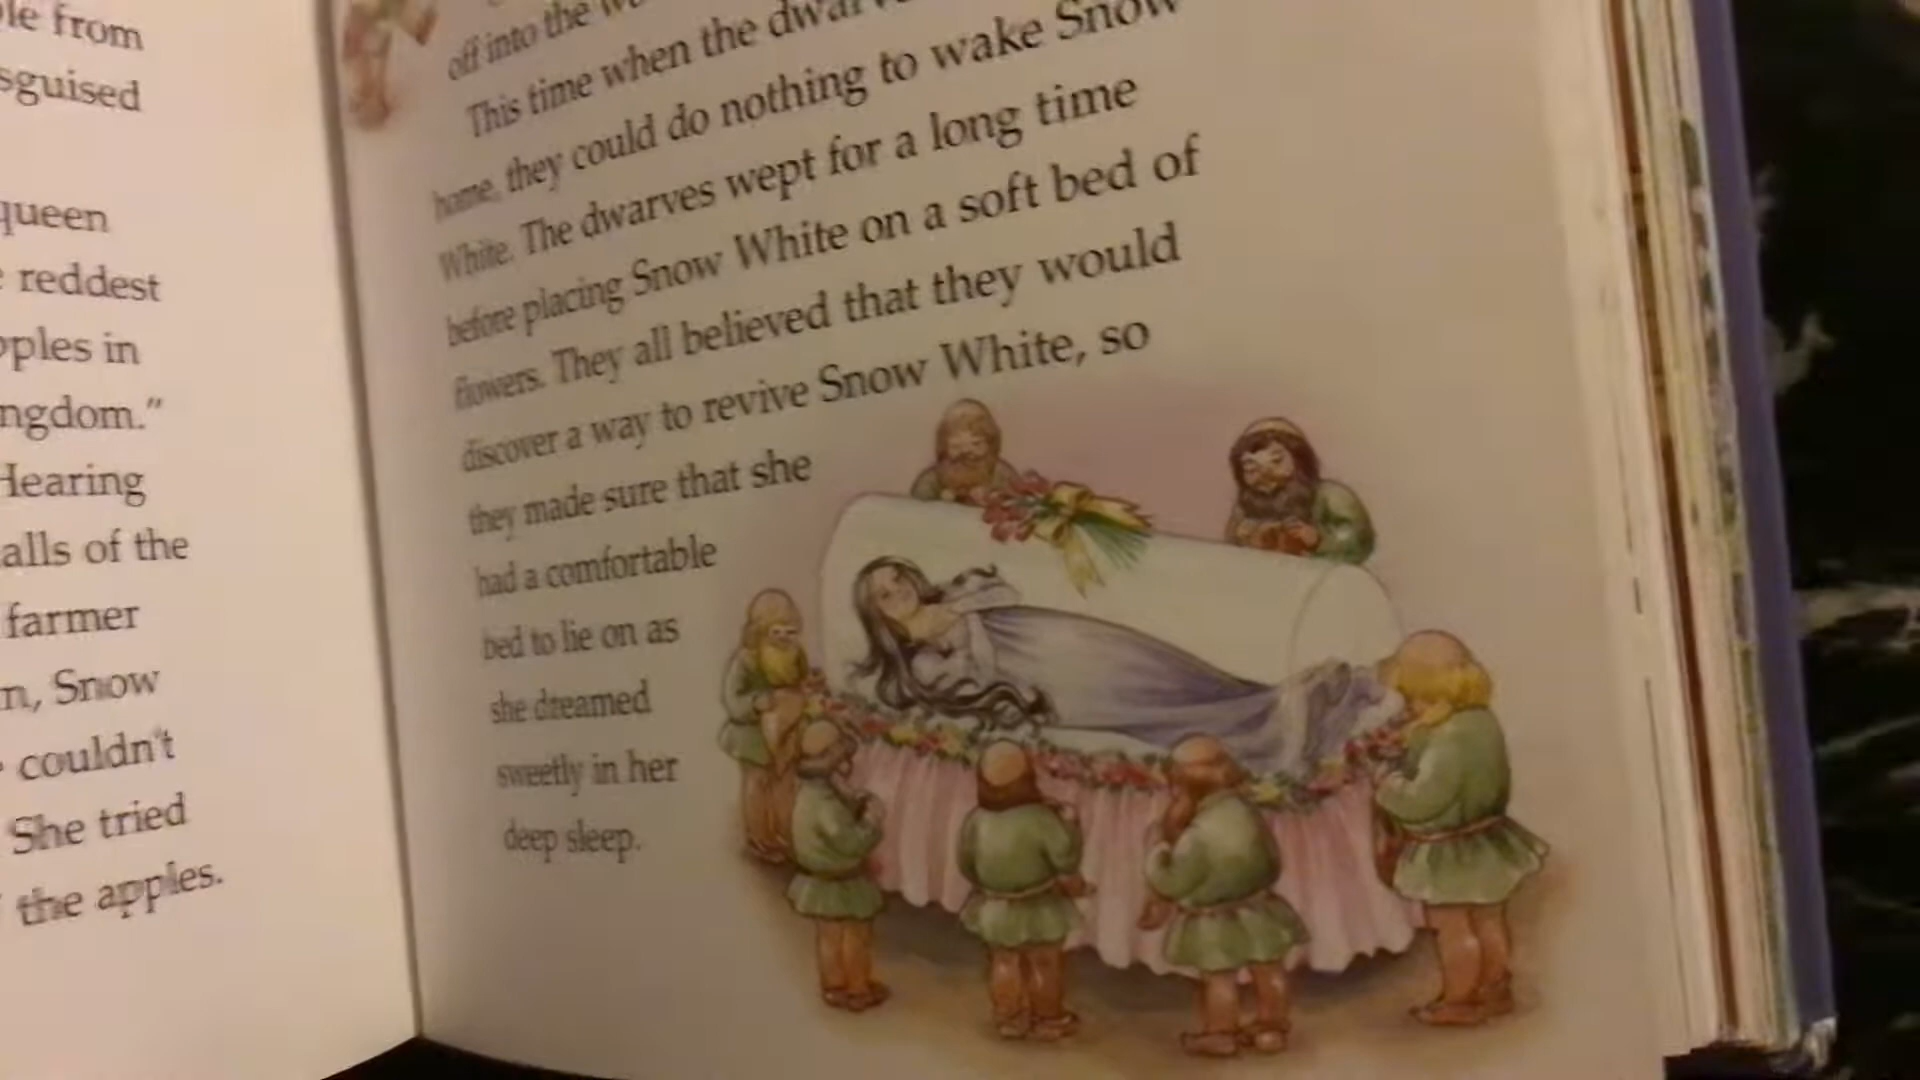 le from
sguised
queen
reddest
pples in
ngdom."
Hearing
alls of the
farmer
n, Snow
couldn't
She tried
the apples.
off into the
This time when the dwarv
home, they could do nothing to wake Snow
White. The dwarves wept for a long time
before placing Snow White on a soft bed of
flowers. They all believed that they would
discover a way to revive Snow White, so
they made sure that she
had a comfortable
bed to lie on as
she dreamed
sweetly in her
deep sleep.